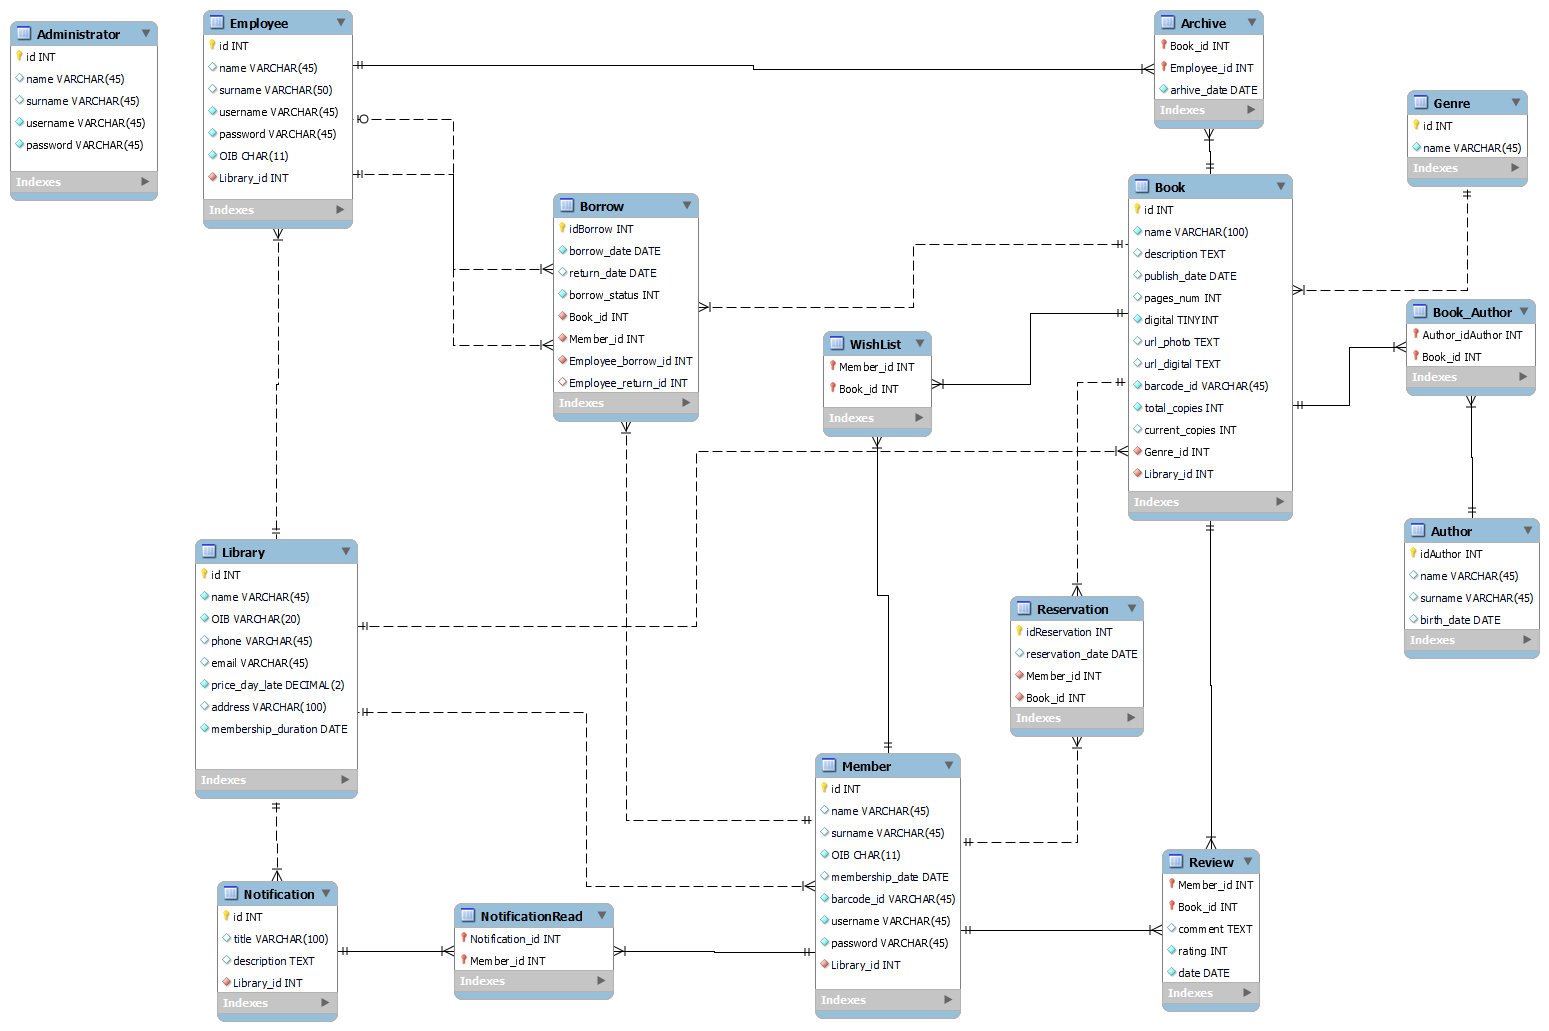 Administrator
id INT
name VARCHAR(45)
surname VARCHAR(45)
username VARCHAR(45)
password VARCHAR(45)
Indexes
Employee
id INT
name VARCHAR(45)
surname VARCHAR(50)
username VARCHAR(45)
password VARCHAR(45)
OIB CHAR(11)
Library_id INT
Indexes
Archive
Book_id INT
Employee_id INT
arhive_date DATE
Indexes
Genre
id INT
name VARCHAR(45)
Indexes
Borrow
idBorrow INT
borrow_date DATE
return_date DATE
borrow_status INT
Book_id INT
Member_id INT
Employee_borrow_id INT
Employee_return_id INT
Indexes
Book
id INT
name VARCHAR(100)
description TEXT
publish_date DATE
pages_num INT
digital TINYINT
url_photo TEXT
url_digital TEXT
barcode_id VARCHAR(45)
total_copies INT
current_copies INT
Genre_id INT
Library_id INT
Indexes
WishList
Member_id INT
Book_id INT
Indexes
Book_Author
Author_idAuthor INT
Book_id INT
Indexes
Library
id INT
name VARCHAR(45)
OIB VARCHAR(20)
phone VARCHAR(45)
email VARCHAR(45)
price_day_late DECIMAL(2)
address VARCHAR(100)
membership_duration DATE
Indexes
Reservation
idReservation INT
reservation_date DATE
Member_id INT
Book_id INT
Indexes
Author
idAuthor INT
name VARCHAR(45)
surname VARCHAR(45)
birth_date DATE
Indexes
Member
id INT
name VARCHAR(45)
surname VARCHAR(45)
OIB CHAR(11)
membership_date DATE
barcode_id VARCHAR(45)
username VARCHAR(45)
password VARCHAR(45)
Library_id INT
Indexes
Review
Member_id INT
Book_id INT
comment TEXT
rating INT
date DATE
Indexes
Notification
id INT
title VARCHAR(100)
description TEXT
Library_id INT
Indexes
NotificationRead
Notification_id INT
Member_id INT
Indexes